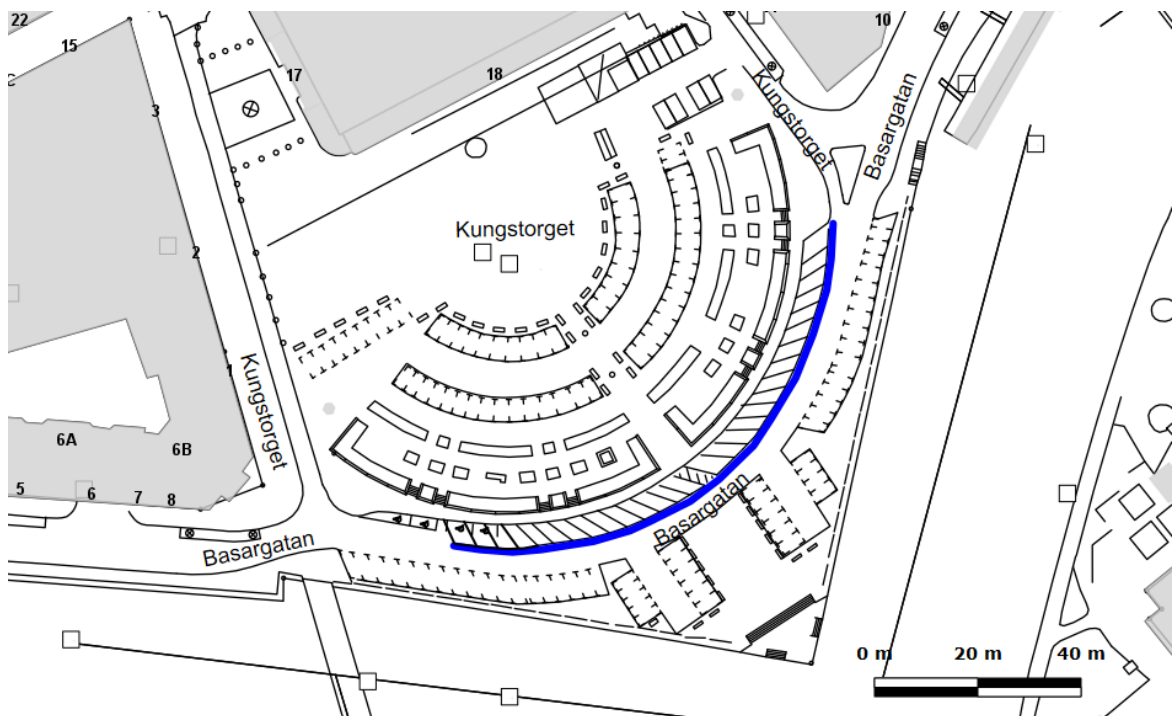 22
10
15
17
18
C
3
Kungstorget
Basargatan
Kungstorget
2
1
Kungstorget
6A
6B
5
6
7
8
Basargatan
Basargatan
0 m
20 m
40 m